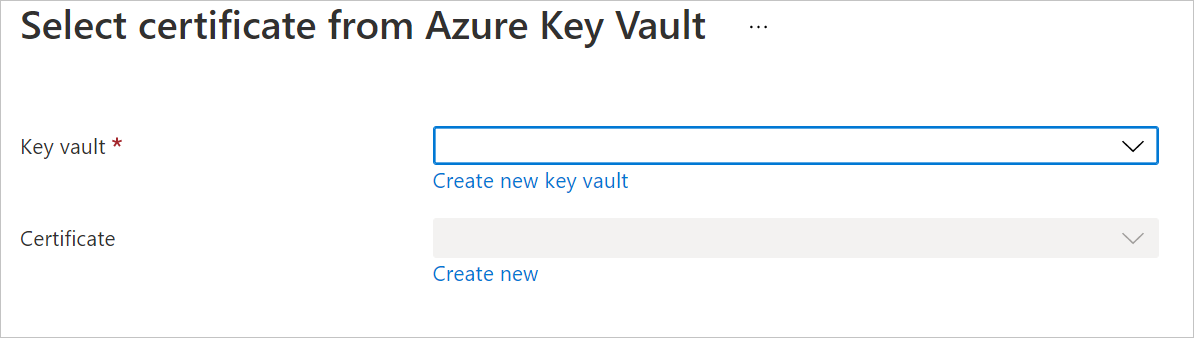 Select certificate from Azure Key Vault ...
Key vault *
Create new key vault
Certificate
Create new